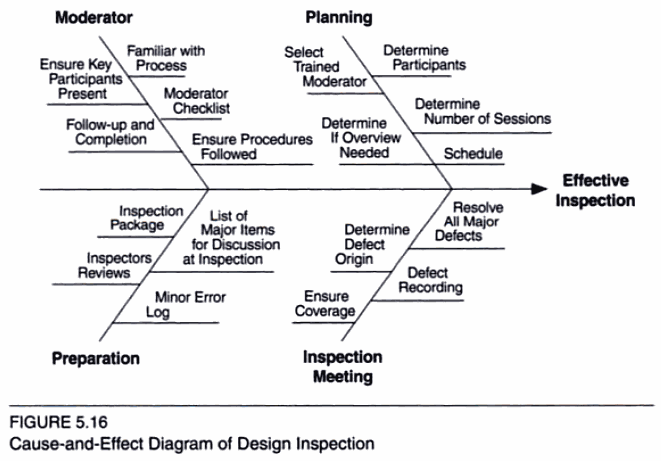 Moderator
Planning
Familiar with
Process
Ensure Key
Participants
Present
Moderator
Checklist
Follow-up and
Completion
Ensure Procedures
Followed
Select
Trained
Moderator
Determine
Participants
Determine
Number of Sessions
Determine
If Overview
Needed
Schedule
Effective
Inspection
Inspection
Package
List of
Major Items
for Discussion
at Inspection
Inspectors
Reviews
Minor Error
Log
Determine
Defect
Origin
Resolve
All Major
Defects
Defect
Recording
Ensure
Coverage
Preparation
Inspection
Meeting
FIGURE 5.16
Cause-and-Effect Diagram of Design Inspection